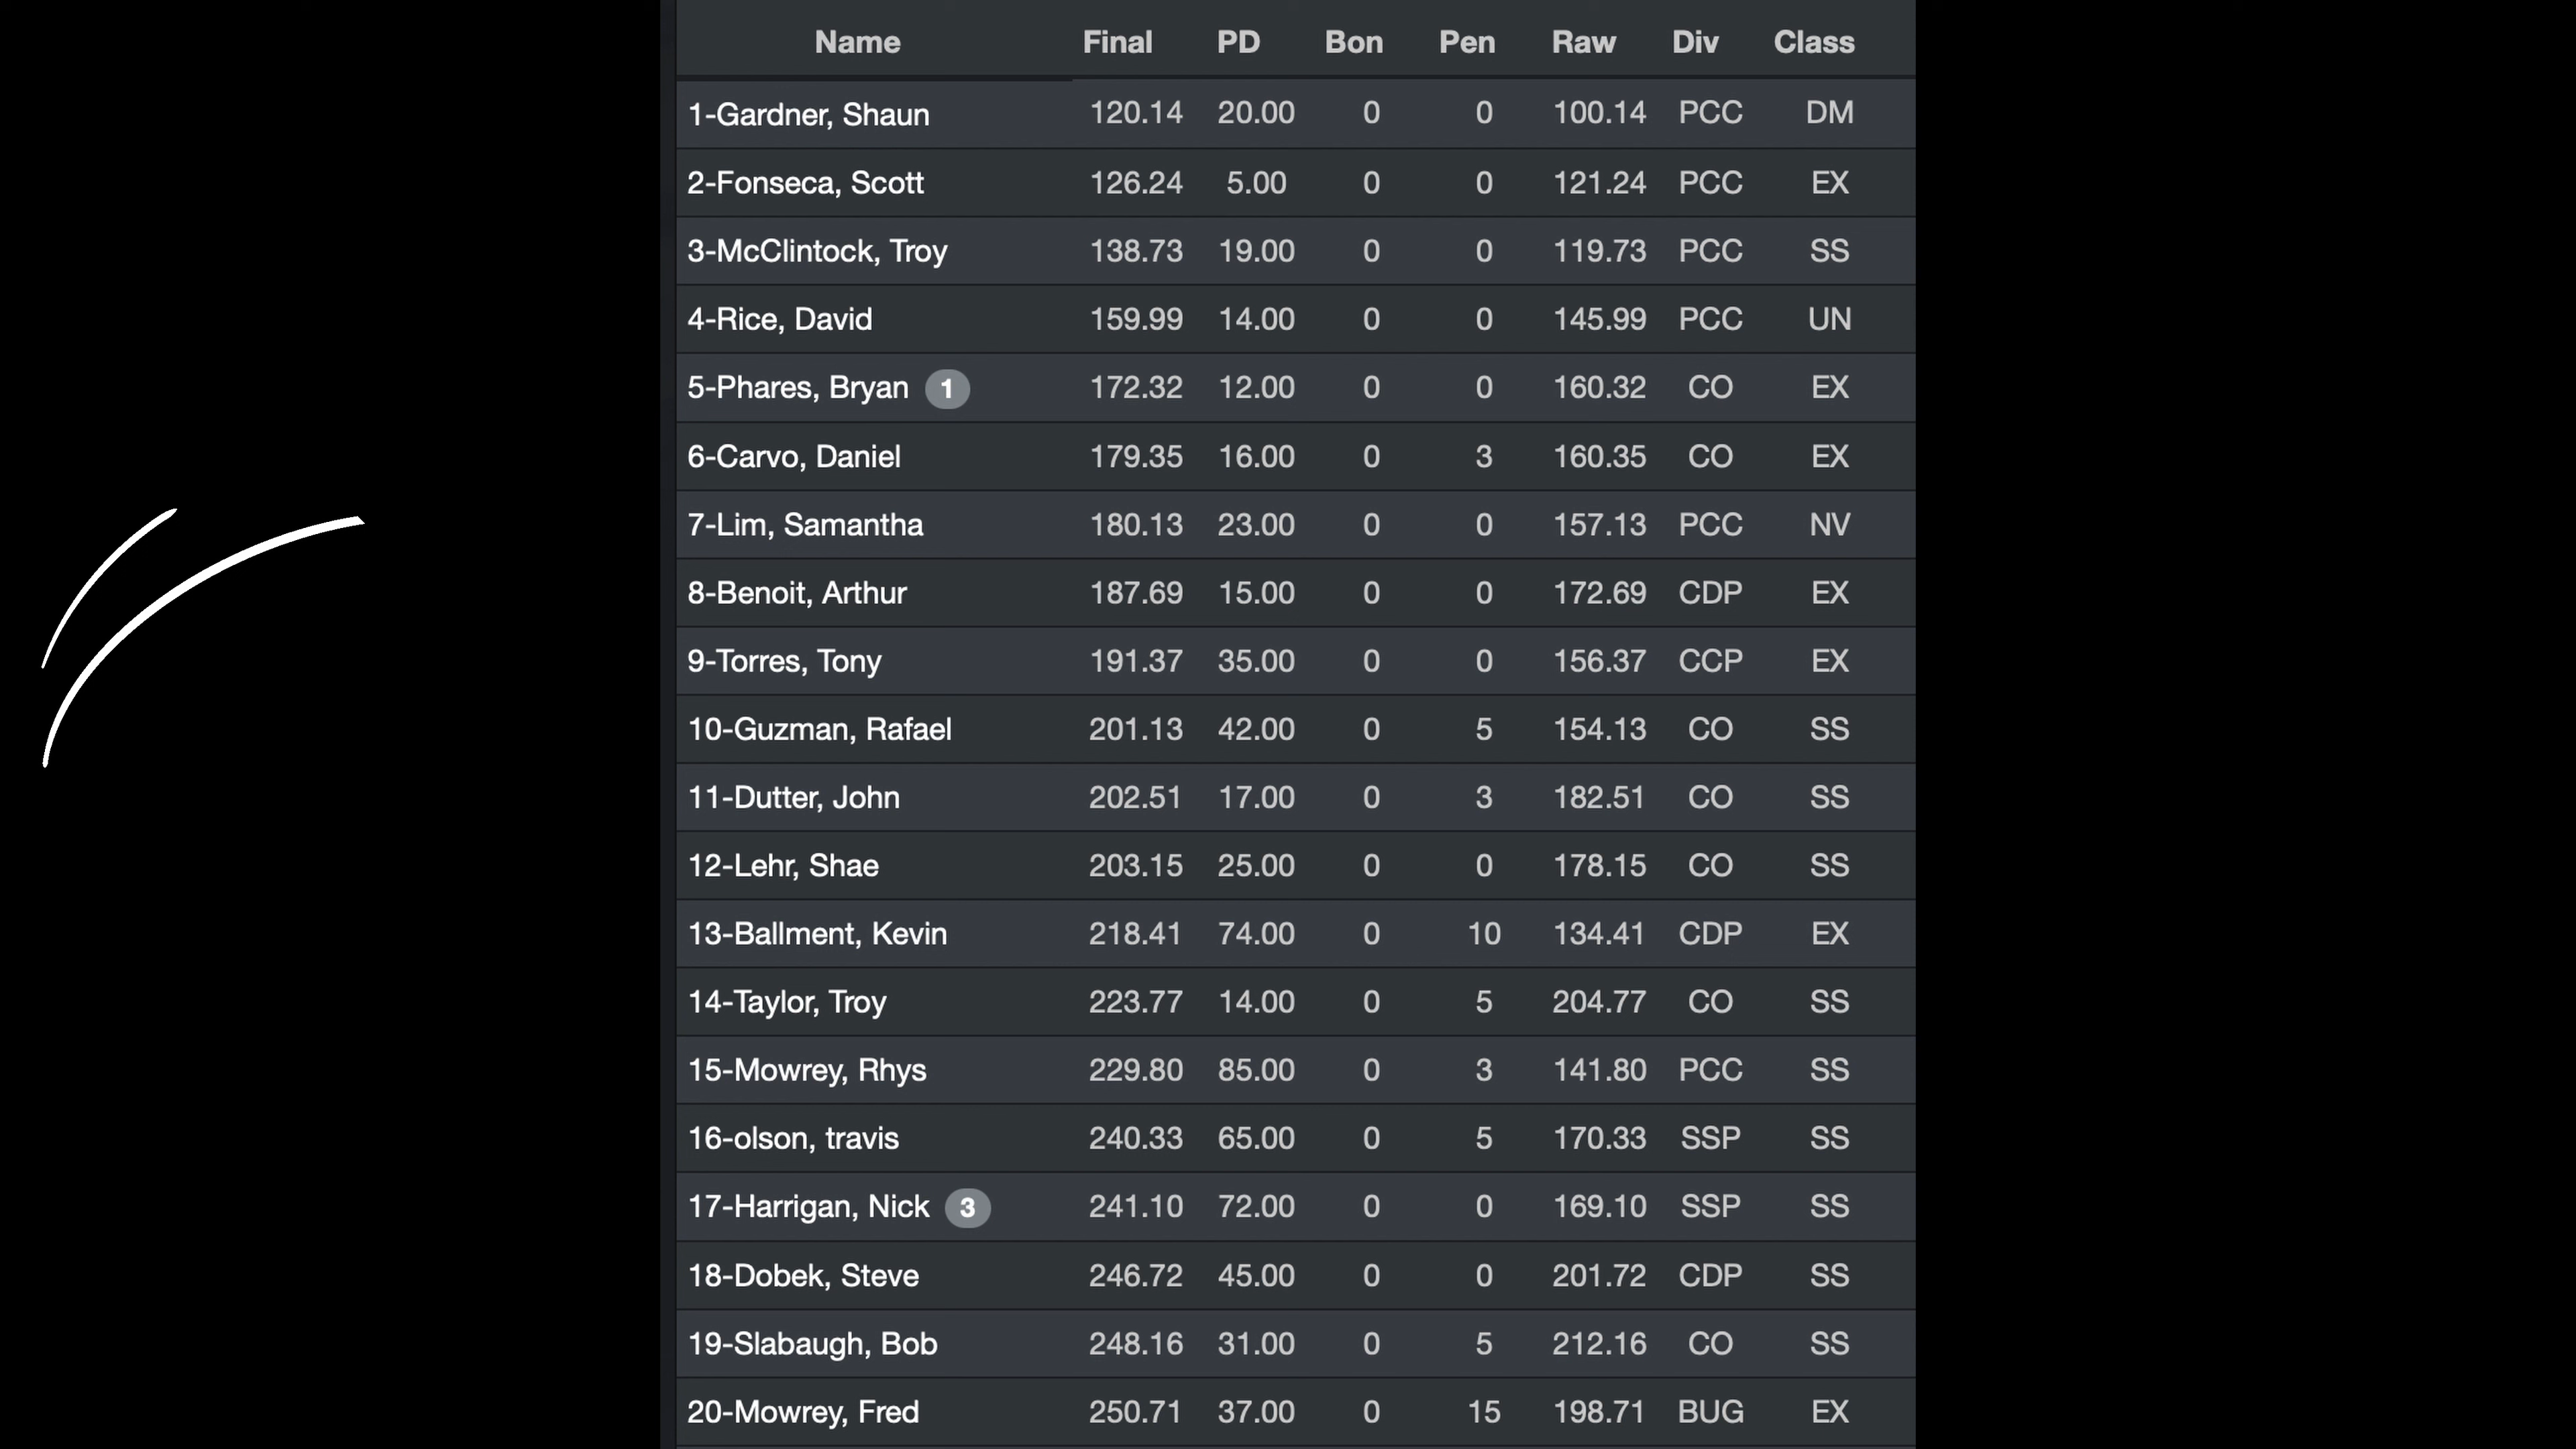 Name Final PD Bon Pen Raw Div Class
1-Gardner, Shaun 120.14 20.00 0 0 100.14 PCC DM
2-Fonseca, Scott 126.24 5.00 0 0 121.24 PCC EX
3-McClintock, Troy 138.73 19.00 0 0 119.73 PCC SS
4-Rice, David 159.99 14.00 0 0 145.99 PCC UN
5-Phares, Bryan 1 172.32 12.00 0 0 160.32 CO EX
6-Carvo, Daniel 179.35 16.00 0 3 160.35 CO EX
7-Lim, Samantha 180.13 23.00 0 0 157.13 PCC NV
8-Benoit, Arthur 187.69 15.00 0 0 172.69 CDP EX
9-Torres, Tony 191.37 35.00 0 0 156.37 CCP EX
10-Guzman, Rafael 201.13 42.00 0 5 154.13 CO SS
11-Dutter, John 202.51 17.00 0 3 182.51 CO SS
12-Lehr, Shae 203.15 25.00 0 0 178.15 CO SS
13-Ballment, Kevin 218.41 74.00 0 10 134.41 CDP EX
14-Taylor, Troy 223.77 14.00 0 5 204.77 CO SS
15-Mowrey, Rhys 229.80 85.00 0 3 141.80 PCC SS
16-olson, travis 240.33 65.00 0 5 170.33 SSP SS
17-Harrigan, Nick 3 241.10 72.00 0 0 169.10 SSP SS
18-Dobek, Steve 246.72 45.00 0 0 201.72 CDP SS
19-Slabaugh, Bob 248.16 31.00 0 5 212.16 CO SS
20-Mowrey, Fred 250.71 37.00 0 15 198.71 BUG EX